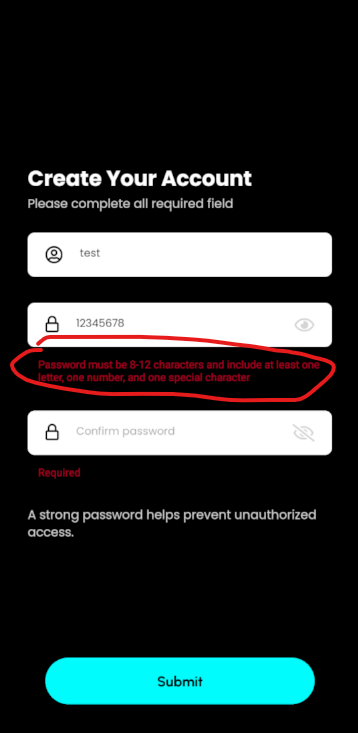 Create Your Account
Please complete all required field
test
12345678
Password must be 8-12 characters and include at least one
letter, one number, and one special character
Confirm password
Required
A strong password helps prevent unauthorized
access.
Submit